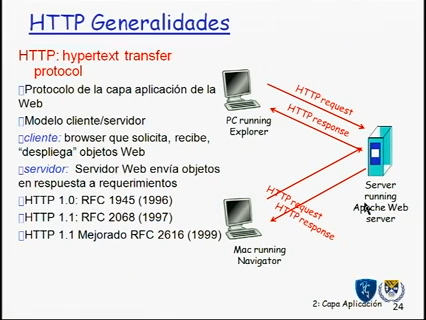 HTTP Generalidades
HTTP: hypertext transfer
protocol
Protocolo de la capa aplicación de la
Web
Modelo cliente/servidor
cliente: browser que solicita, recibe,
“despliega” objetos Web
servidor: Servidor Web envía objetos
en respuesta a requerimientos
HTTP 1.0: RFC 1945 (1996)
HTTP 1.1: RFC 2068 (1997)
HTTP 1.1 Mejorado RFC 2616 (1999)
PC running
Explorer
HTTP request
HTTP response
Server
running
Apache Web
server
HTTP request
HTTP response
Mac running
Navigator
2: Capa Aplicación
24